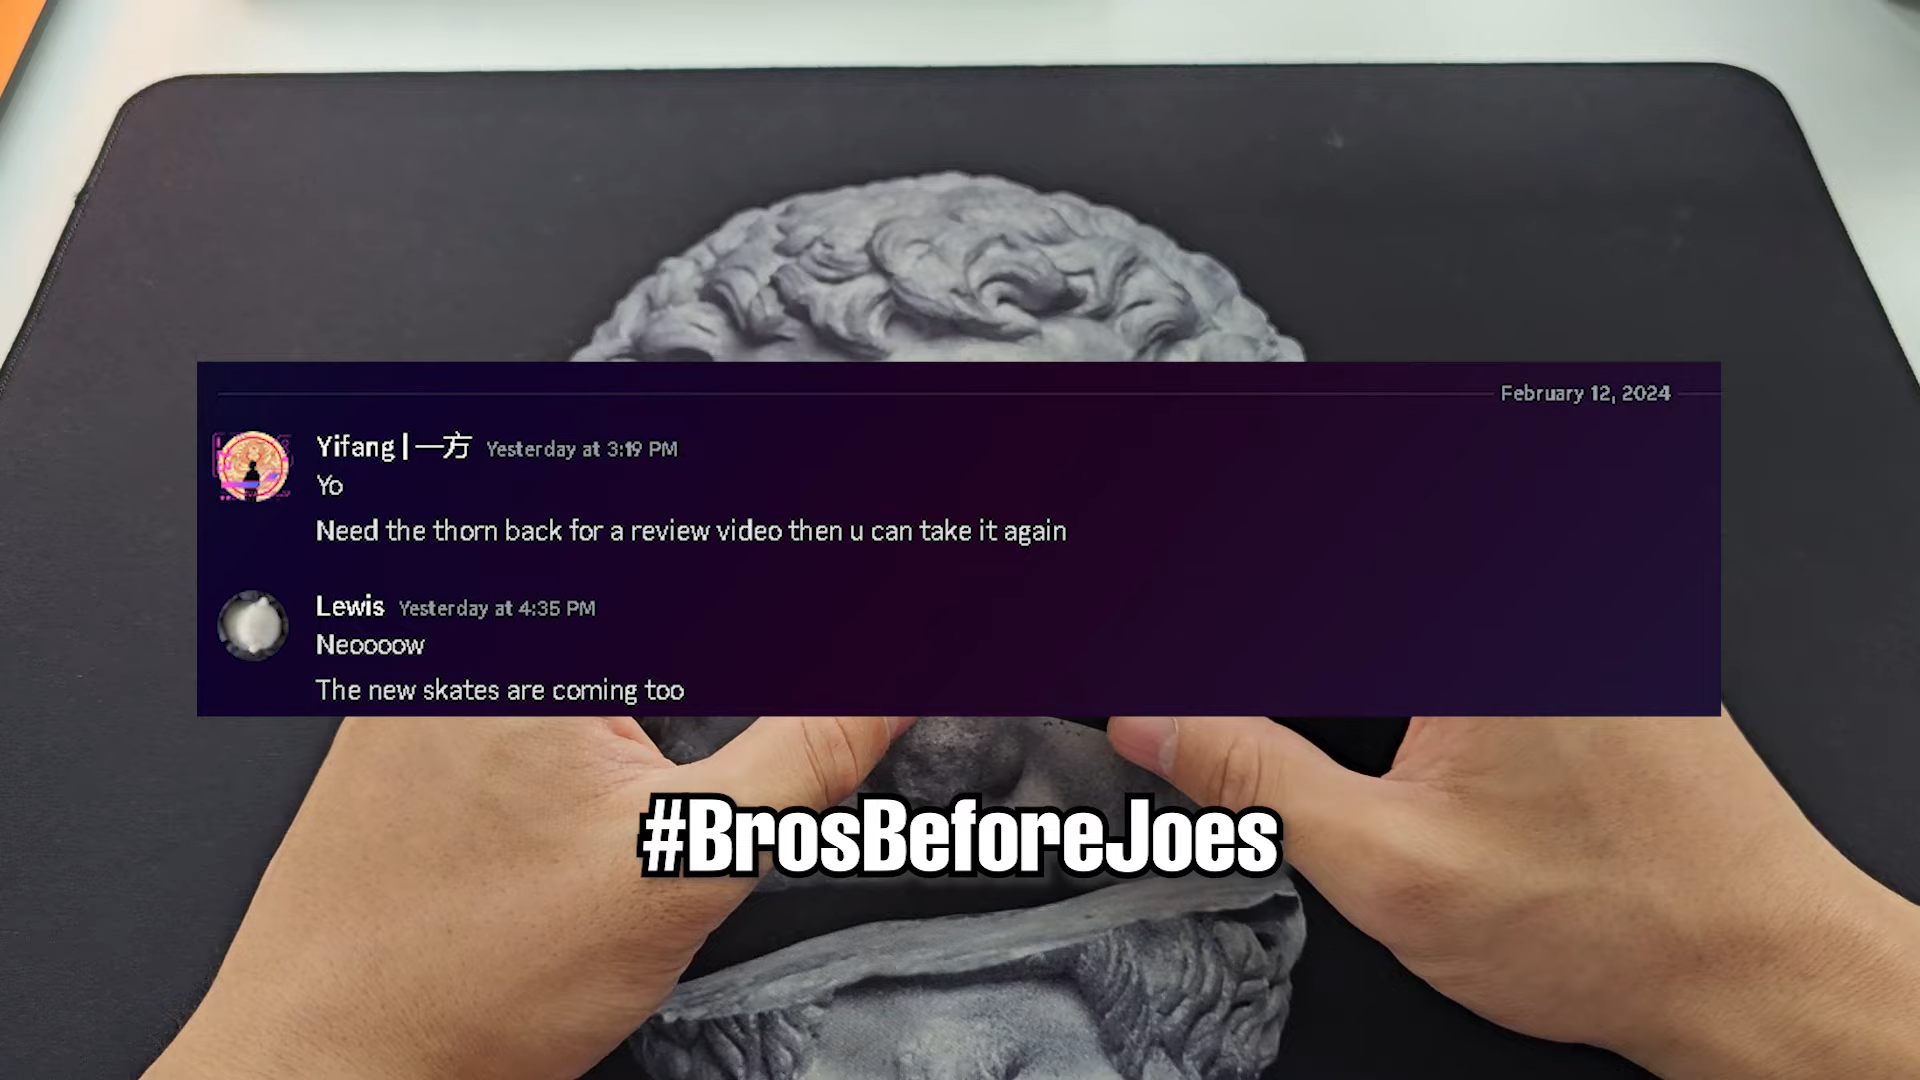 February 12, 2024
Yifang | 一方 Yesterday at 3:19 PM
Yo
Need the thorn back for a review video then u can take it again
Lewis Yesterday at 4:35 PM
Neoooow
The new skates are coming too
#BrosBeforeJoes